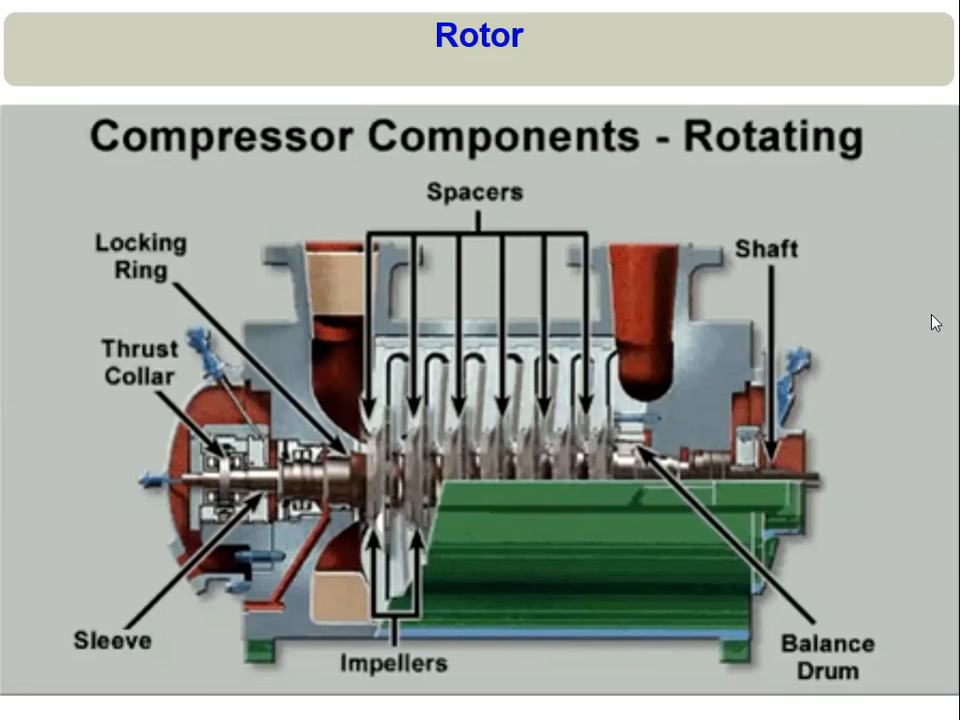 Rotor
Compressor Components - Rotating
Spacers
Locking
Ring
Shaft
Thrust
Collar
Sleeve
Impellers
Balance
Drum